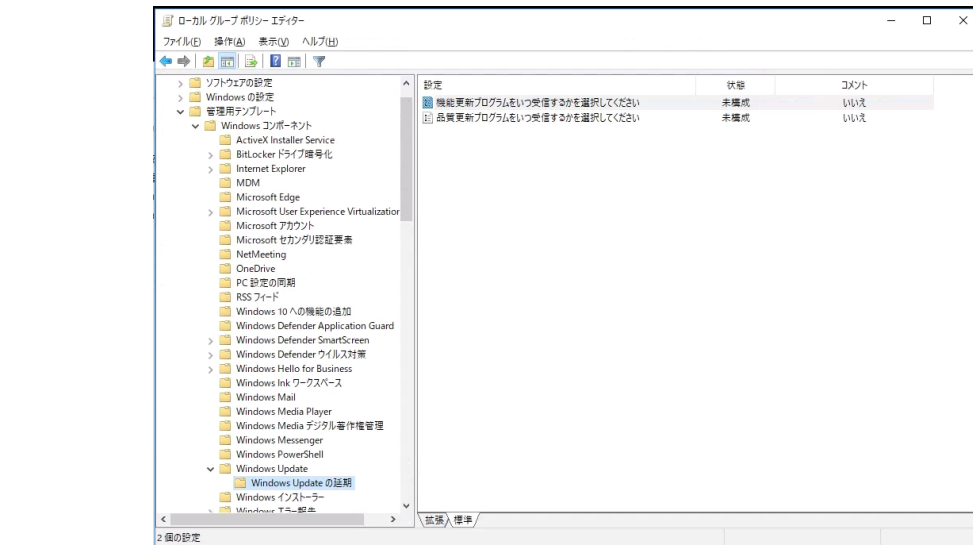 ローカル グループ ポリシー エディター
ファイル(F) 操作(A) 表示(V) ヘルプ(H)
ソフトウェアの設定
Windows の設定
管理用テンプレート
Windows コンポーネント
ActiveX Installer Service
BitLocker ドライブ暗号化
Internet Explorer
MDM
Microsoft Edge
Microsoft User Experience Virtualization
Microsoft アカウント
Microsoft セカンダリ認証要素
NetMeeting
OneDrive
PC 設定の同期
RSS フィード
Windows 10 への機能の追加
Windows Defender Application Guard
Windows Defender SmartScreen
Windows Defender ウイルス対策
Windows Hello for Business
Windows Ink ワークスペース
Windows Mail
Windows Media Player
Windows Media デジタル著作権管理
Windows Messenger
Windows PowerShell
Windows Update
Windows Update の延期
Windows インストーラー
Windows エラー報告
設定 状態 コメント
機能更新プログラムをいつ受信するかを選択してください 未構成 いいえ
品質更新プログラムをいつ受信するかを選択してください 未構成 いいえ
拡張 標準
2 個の設定